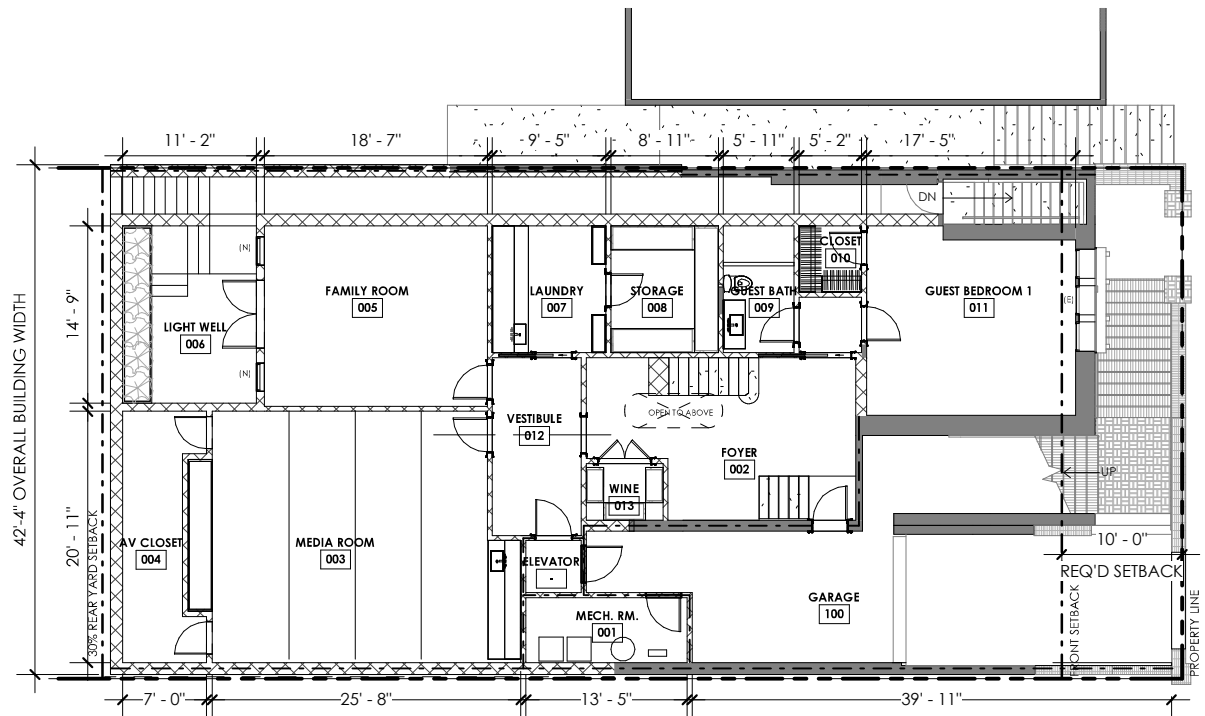 11' - 2"
18' - 7"
9' - 5"
8' - 11"
5' - 11"
5' - 2"
17' - 5"
DN
(N)
CLOSET
010
FAMILY ROOM
005
LAUNDRY
007
STORAGE
008
GUEST BATH
009
GUEST BEDROOM 1
011
(E)
LIGHT WELL
006
(N)
14' - 9"
42'-4" OVERALL BUILDING WIDTH
OPEN TO ABOVE
VESTIBULE
012
FOYER
002
UP
WINE
013
20' - 11"
30% REAR YARD SETBACK
AV CLOSET
004
MEDIA ROOM
003
ELEVATOR
10' - 0"
REQ'D SETBACK
FRONT SETBACK
PROPERTY LINE
GARAGE
100
MECH. RM.
001
7' - 0"
25' - 8"
13' - 5"
39' - 11"